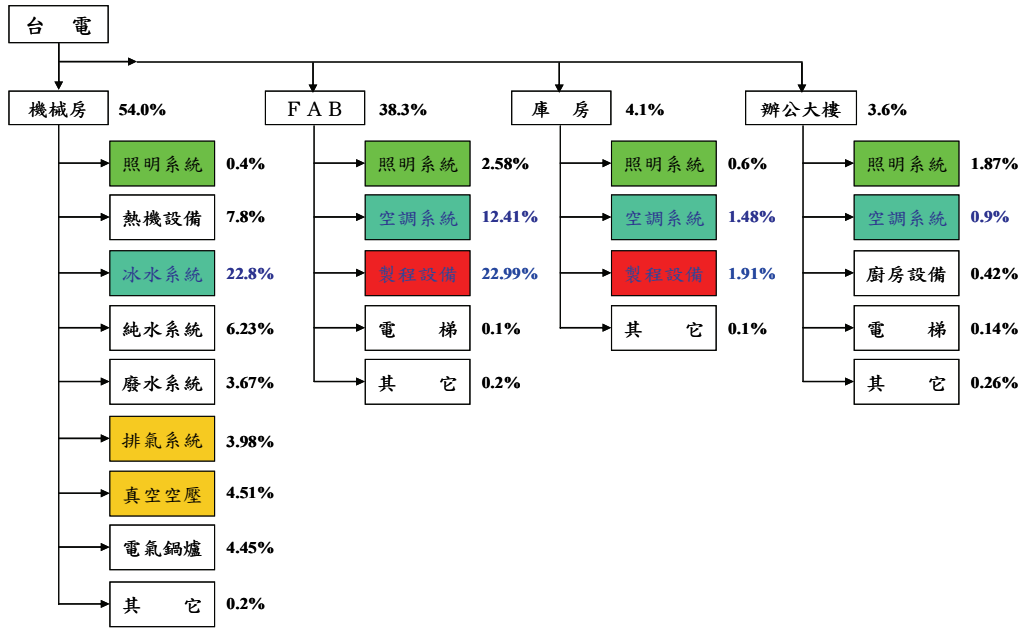 台 電
機械房 54.0%
照明系統 0.4%
熱機設備 7.8%
冰水系統 22.8%
純水系統 6.23%
廢水系統 3.67%
排氣系統 3.98%
真空空壓 4.51%
電氣鍋爐 4.45%
其 它 0.2%
ＦＡＢ 38.3%
照明系統 2.58%
空調系統 12.41%
製程設備 22.99%
電 梯 0.1%
其 它 0.2%
庫 房 4.1%
照明系統 0.6%
空調系統 1.48%
製程設備 1.91%
其 它 0.1%
辦公大樓 3.6%
照明系統 1.87%
空調系統 0.9%
廚房設備 0.42%
電 梯 0.14%
其 它 0.26%